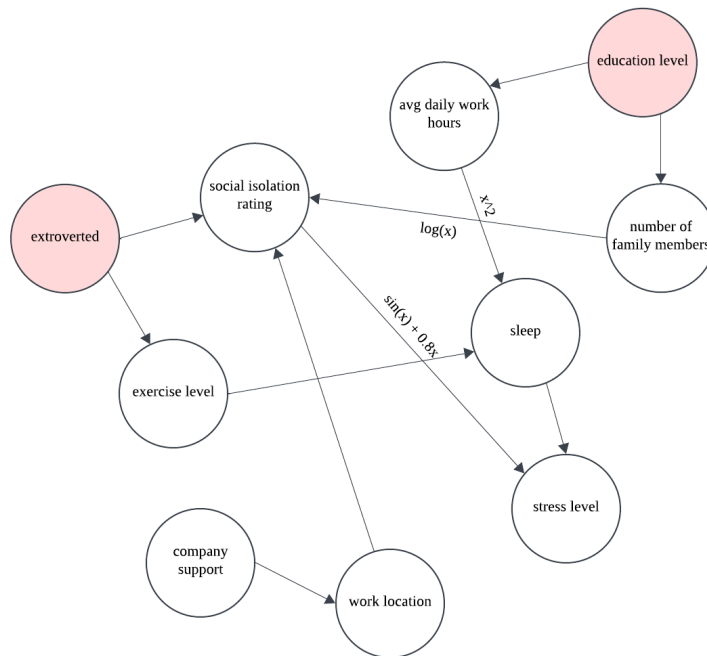 education level
avg daily work
hours
social isolation
rating
x^2
extroverted
log(x)
number of
family members
sin(x) + 0.8x
sleep
exercise level
stress level
company
support
work location